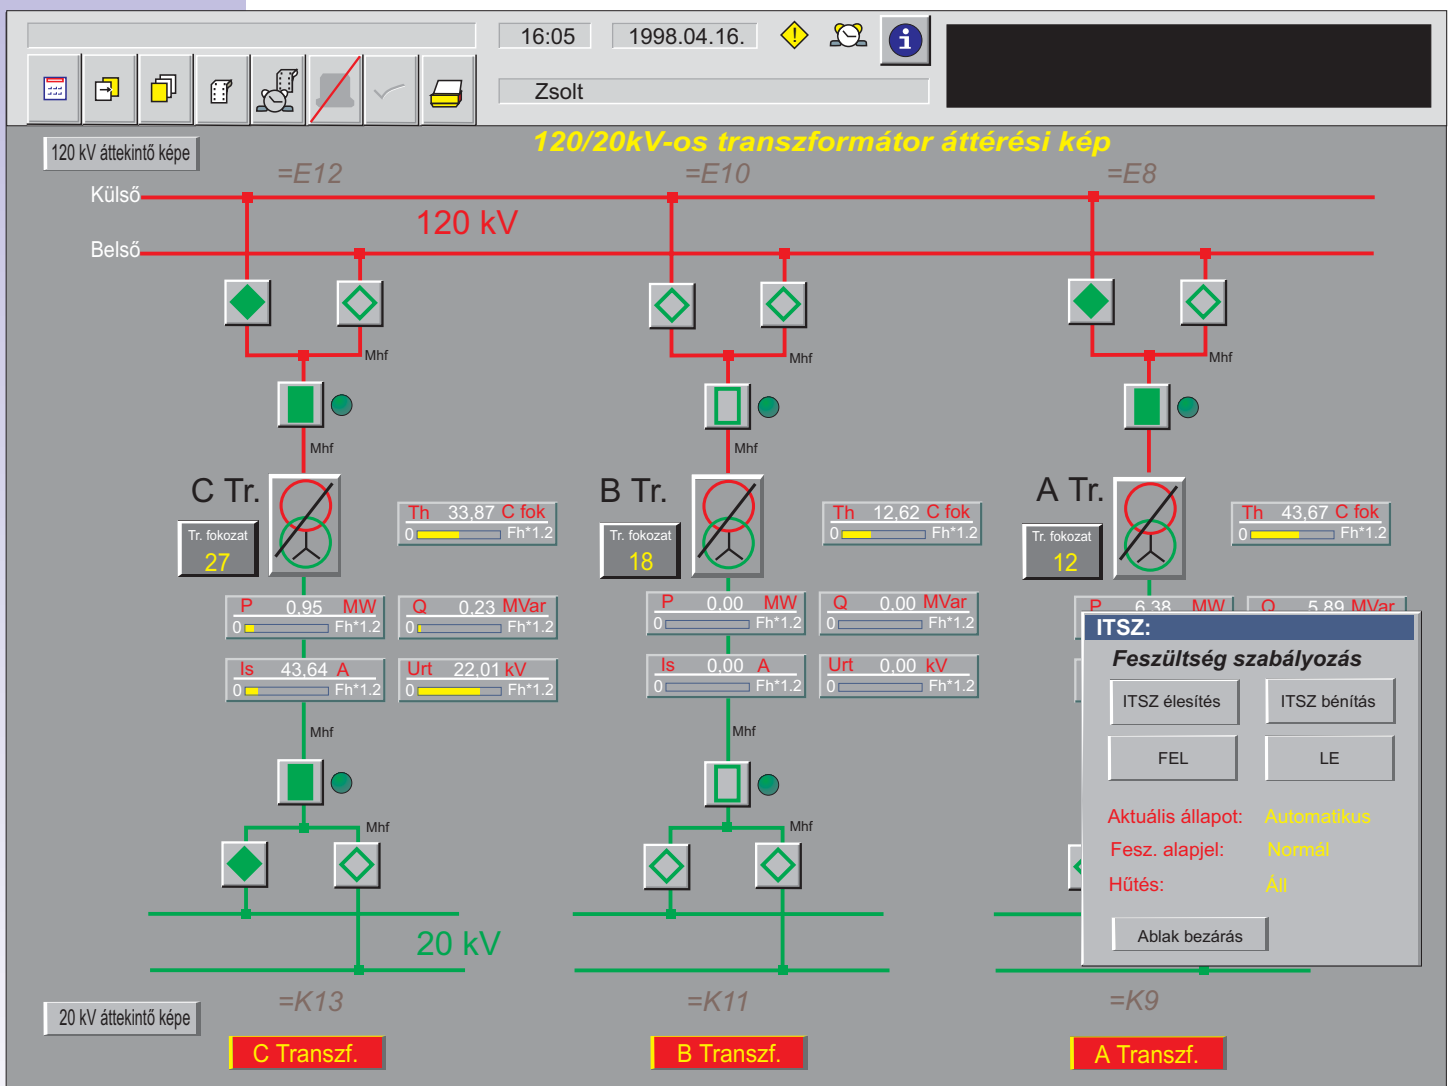 16:05 1998.04.16.
Zsolt
120 kV áttekintő képe
120/20kV-os transzformátor áttérési kép
=E12 =E10 =E8
Külső
120 kV
Belső
Mhf Mhf Mhf
Mhf Mhf
C Tr. B Tr. A Tr.
Th 33,87 C fok Th 12,62 C fok Th 43,67 C fok
0 Fh*1.2 0 Fh*1.2 0 Fh*1.2
Tr. fokozat Tr. fokozat Tr. fokozat
27 18 12
P 0,95 MW Q 0,23 MVar P 0,00 MW Q 0,00 MVar P 6,38 MW Q 5,89 MVar
0 Fh*1.2 0 Fh*1.2 0 Fh*1.2 0 Fh*1.2
Is 43,64 A Urt 22,01 kV Is 0,00 A Urt 0,00 kV
0 Fh*1.2 0 Fh*1.2 0 Fh*1.2 0 Fh*1.2
Mhf Mhf
Mhf Mhf
ITSZ:
Feszültség szabályozás
ITSZ élesítés ITSZ bénítás
FEL LE
Aktuális állapot: Automatikus
Fesz. alapjel: Normál
Hűtés: Áll
Ablak bezárás
20 kV
=K13 =K11 =K9
20 kV áttekintő képe
C Transzf. B Transzf. A Transzf.